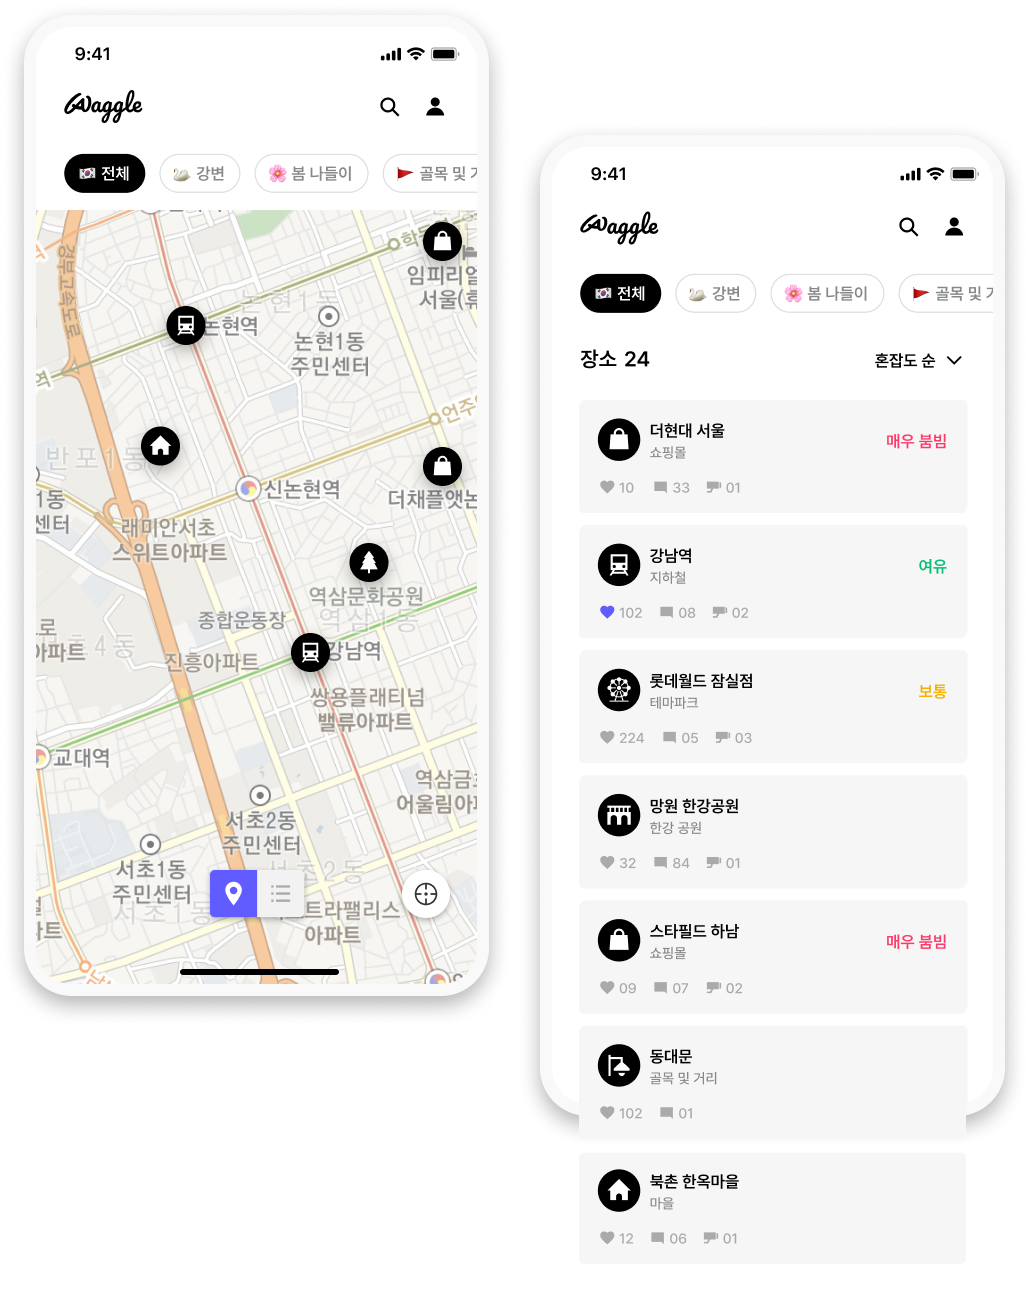 9:41
Waggle
전체
강변
봄 나들이
골목 및
경부고속도로
논현1동
임피리얼
서울(
논현역
논현1동
주민센터
역
언주
반포1동
신논현역
1동
센터
더채플앳
래미안서초
스위트아파트
역삼문화공원
역삼1동
종합운동장
강남역
아파트
4동
진흥아파트
쌍용플래티넘
밸류아파트
교대역
역삼금
어울림아
서초2동
주민센터
서초1동
주민센터
서초2동
서초1동
트라팰리스
아파트
9:41
Waggle
전체
강변
봄 나들이
골목 및
장소 24
혼잡도 순
더현대 서울
쇼핑몰
매우 붐빔
10 33 01
강남역
지하철
여유
102 08 02
롯데월드 잠실점
테마파크
보통
224 05 03
망원 한강공원
한강 공원
32 84 01
스타필드 하남
쇼핑몰
매우 붐빔
09 07 02
동대문
골목 및 거리
102 01
북촌 한옥마을
마을
12 06 01